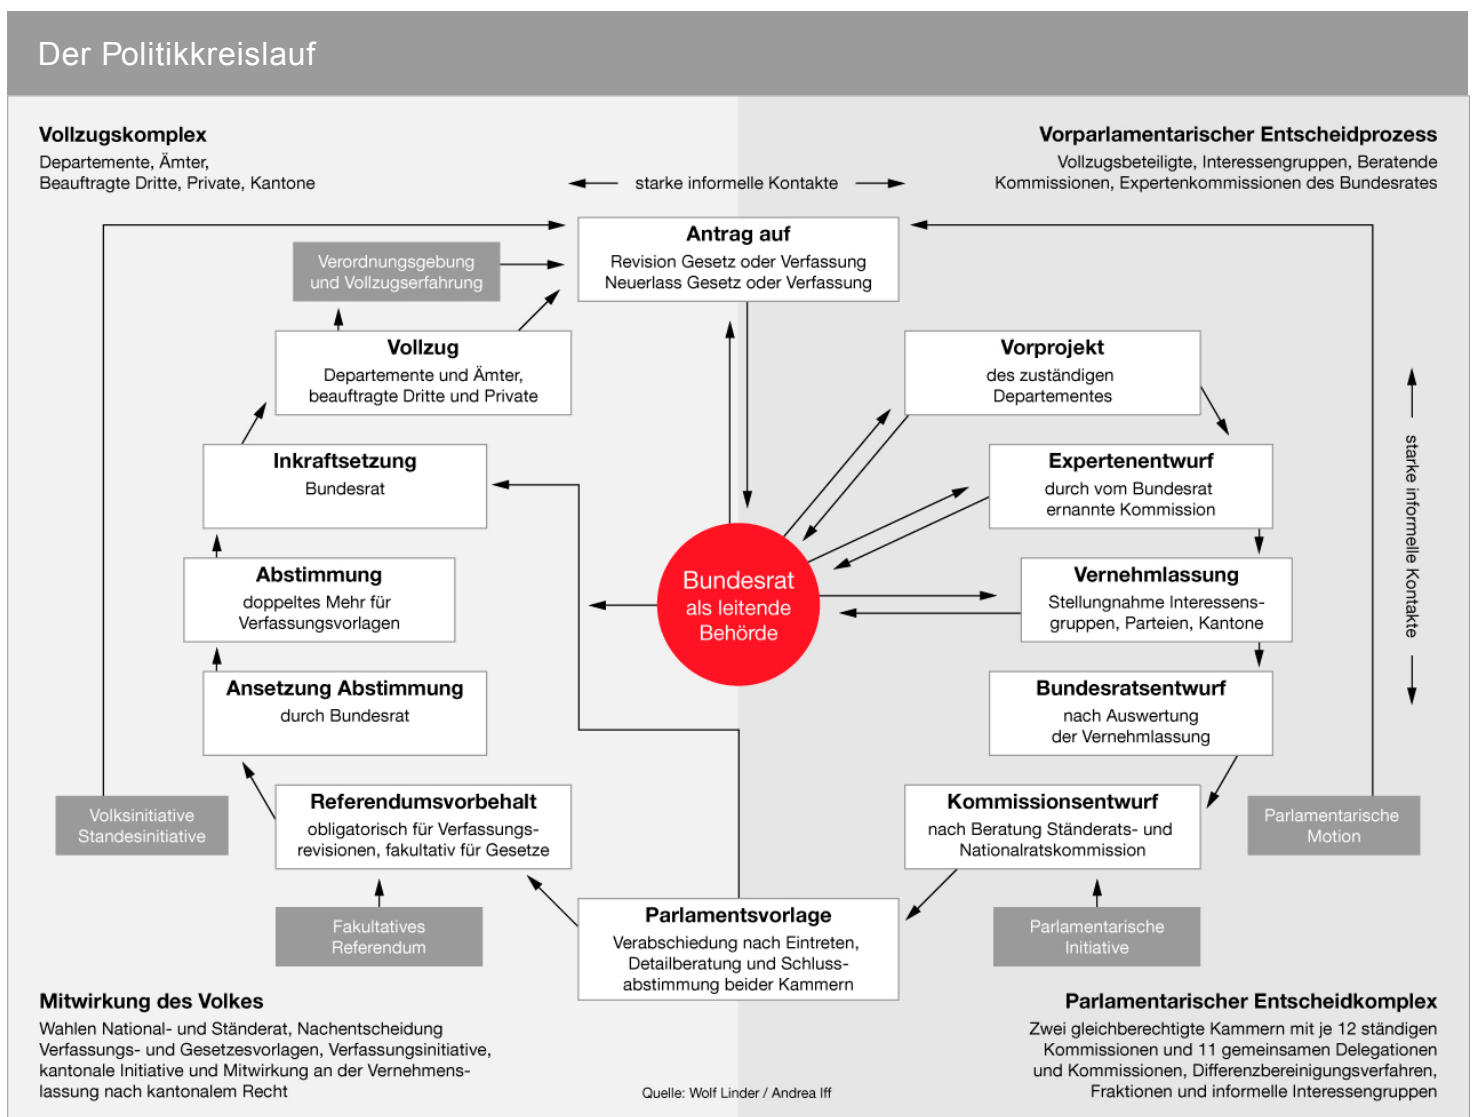 Der Politikkreislauf
Vollzugskomplex
Departemente, Ämter,
Beauftragte Dritte, Private, Kantone
Vorparlamentarischer Entscheidprozess
Vollzugsbeteiligte, Interessengruppen, Beratende
Kommissionen, Expertenkommissionen des Bundesrates
starke informelle Kontakte
Antrag auf
Revision Gesetz oder Verfassung
Neuerlass Gesetz oder Verfassung
Verordnungsgebung
und Vollzugserfahrung
Vollzug
Departemente und Ämter,
beauftragte Dritte und Private
Vorprojekt
des zuständigen
Departementes
Inkraftsetzung
Bundesrat
Expertenentwurf
durch vom Bundesrat
ernannte Kommission
starke informelle Kontakte
Abstimmung
doppeltes Mehr für
Verfassungsvorlagen
Bundesrat
als leitende
Behörde
Vernehmlassung
Stellungnahme Interessens-
gruppen, Parteien, Kantone
Ansetzung Abstimmung
durch Bundesrat
Bundesratsentwurf
nach Auswertung
der Vernehmlassung
Volksinitiative
Standesinitiative
Referendumsvorbehalt
obligatorisch für Verfassungs-
revisionen, fakultativ für Gesetze
Kommissionsentwurf
nach Beratung Ständerats- und
Nationalratskommission
Parlamentarische
Motion
Fakultatives
Referendum
Parlamentsvorlage
Verabschiedung nach Eintreten,
Detailberatung und Schluss-
abstimmung beider Kammern
Parlamentarische
Initiative
Mitwirkung des Volkes
Wahlen National- und Ständerat, Nachentscheidung
Verfassungs- und Gesetzesvorlagen, Verfassungsinitiative,
kantonale Initiative und Mitwirkung an der Vernehmens-
lassung nach kantonalem Recht
Quelle: Wolf Linder / Andrea Iff
Parlamentarischer Entscheidkomplex
Zwei gleichberechtigte Kammern mit je 12 ständigen
Kommissionen und 11 gemeinsamen Delegationen
und Kommissionen, Differenzbereinigungsverfahren,
Fraktionen und informelle Interessengruppen